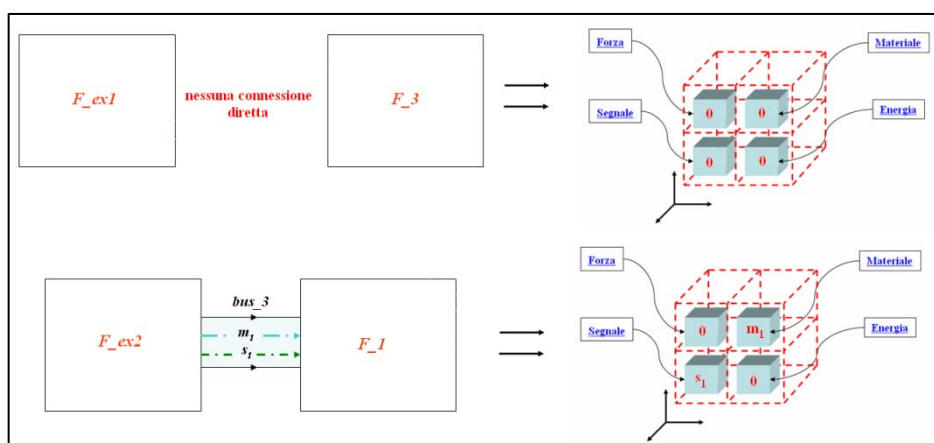 F_ex1
nessuna connessione
diretta
F_3
Forza
Materiale
Segnale
Energia
0 0
0 0
F_ex2
bus_3
m1
s1
F_1
Forza
Materiale
Segnale
Energia
0 m1
s1 0